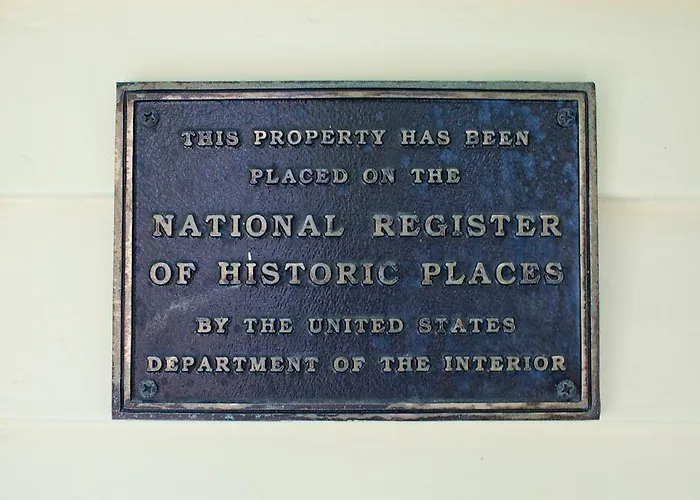 THIS PROPERTY HAS BEEN
PLACED ON THE
NATIONAL REGISTER
OF HISTORIC PLACES
BY THE UNITED STATES
DEPARTMENT OF THE INTERIOR